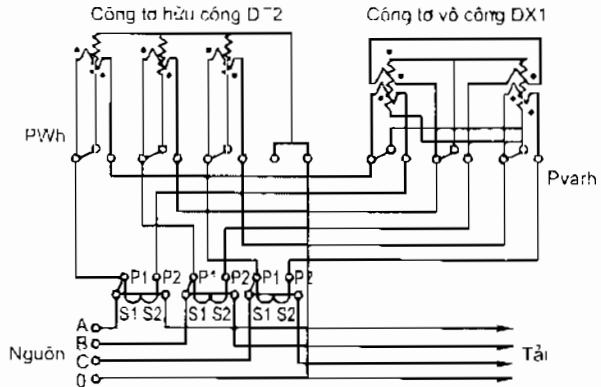 Công tơ hữu công DT2
Công tơ vô công DX1
PWh
Pvarh
P1 P2 P1 P2 P1 P2
S1 S2 S1 S2 S1 S2
A
Nguồn B
C
0
Tải